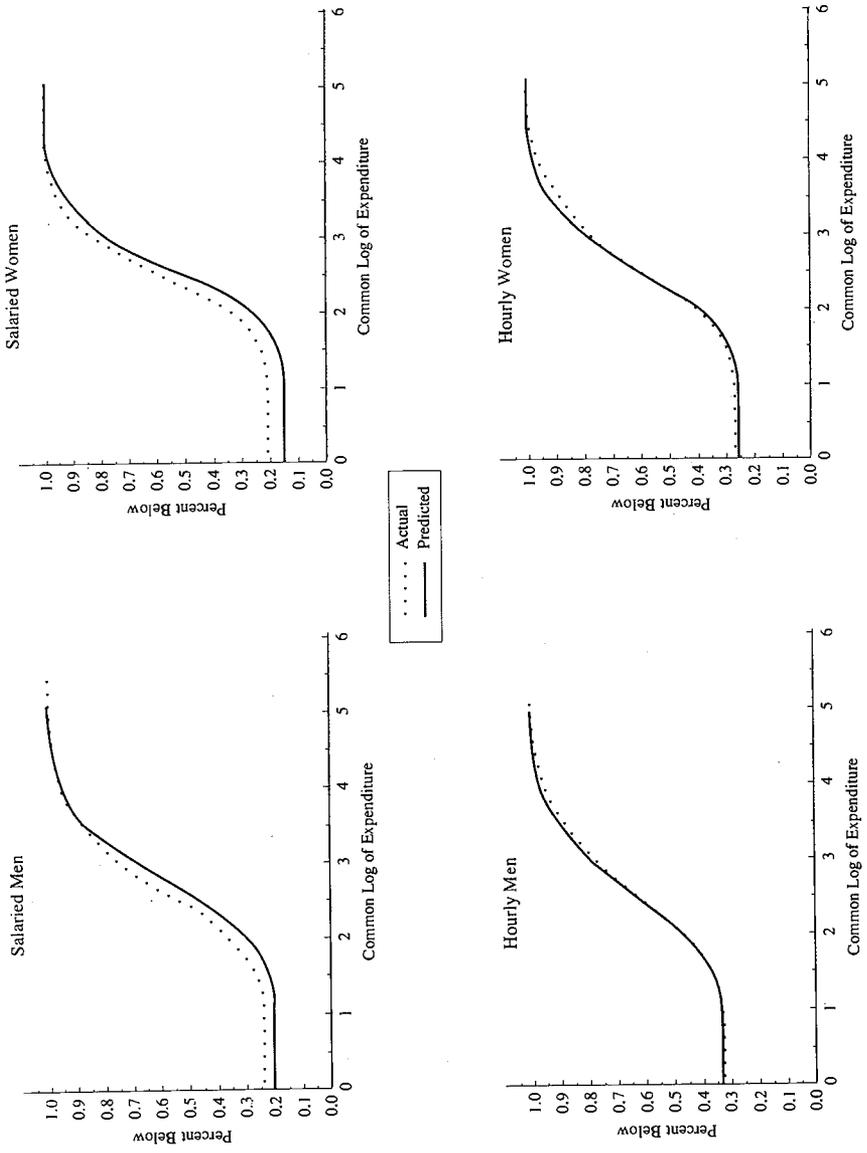 Salaried Men
Percent Below
1.0
0.9
0.8
0.7
0.6
0.5
0.4
0.3
0.2
0.1
0.0
0 1 2 3 4 5 6
Common Log of Expenditure
Salaried Women
Percent Below
1.0
0.9
0.8
0.7
0.6
0.5
0.4
0.3
0.2
0.1
0.0
0 1 2 3 4 5 6
Common Log of Expenditure
Actual
Predicted
Hourly Men
Percent Below
1.0
0.9
0.8
0.7
0.6
0.5
0.4
0.3
0.2
0.1
0.0
0 1 2 3 4 5 6
Common Log of Expenditure
Hourly Women
Percent Below
1.0
0.9
0.8
0.7
0.6
0.5
0.4
0.3
0.2
0.1
0.0
0 1 2 3 4 5 6
Common Log of Expenditure